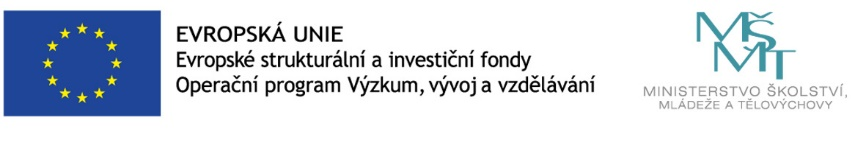 EVROPSKÁ UNIE
Evropské strukturální a investiční fondy
Operační program Výzkum, vývoj a vzdělávání
MŠMT
MINISTERSTVO ŠKOLSTVÍ,
MLÁDEŽE A TĚLOVÝCHOVY